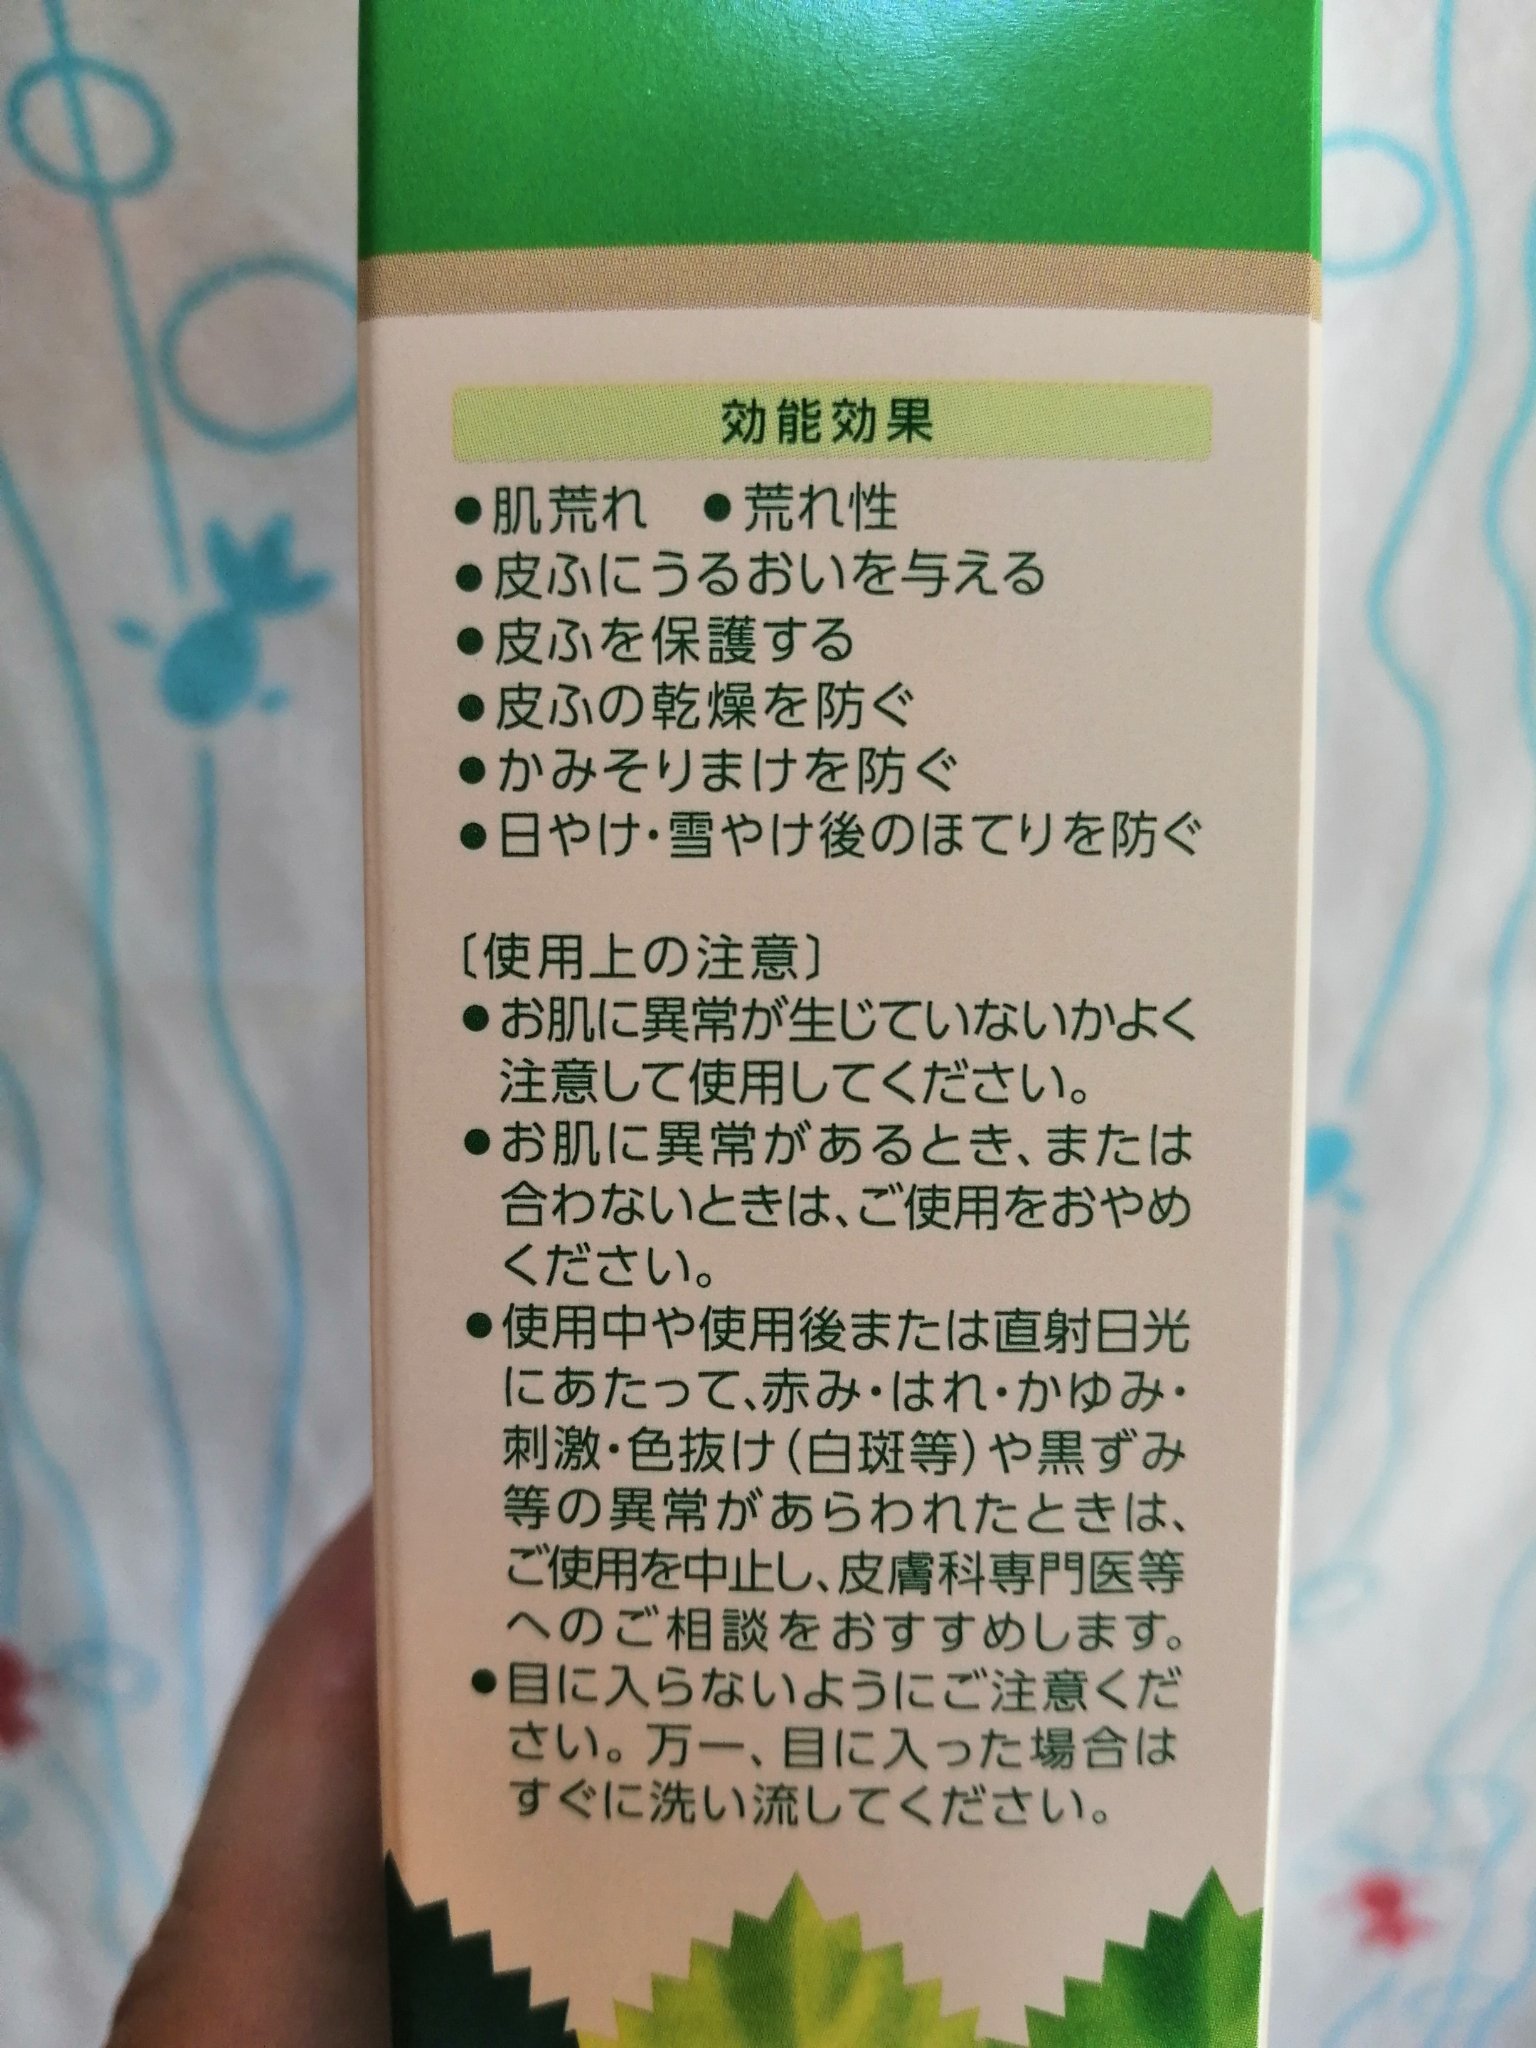 効能効果
●肌荒れ ●荒れ性
●皮ふにうるおいを与える
●皮ふを保護する
●皮ふの乾燥を防ぐ
●かみそりまけを防ぐ
●日やけ・雪やけ後のほてりを防ぐ
〔使用上の注意〕
●お肌に異常が生じていないかよく
注意して使用してください。
●お肌に異常があるとき、または
合わないときは、ご使用をおやめ
ください。
●使用中や使用後または直射日光
にあたって、赤み・はれ・かゆみ・
刺激・色抜け(白斑等)や黒ずみ
等の異常があらわれたときは、
ご使用を中止し、皮膚科専門医等
へのご相談をおすすめします。
●目に入らないようにご注意くだ
さい。万一、目に入った場合は
すぐに洗い流してください。